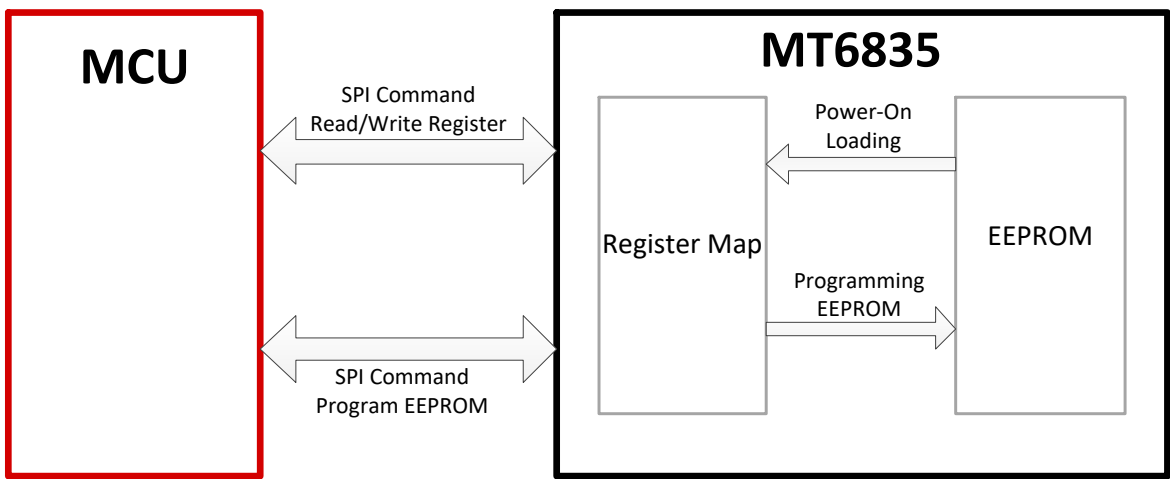 MCU
SPI Command
Read/Write Register
SPI Command
Program EEPROM
MT6835
Power-On
Loading
Register Map
EEPROM
Programming
EEPROM